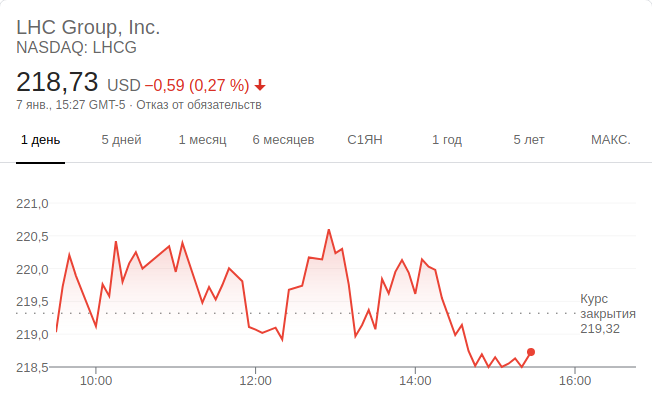 LHC Group, Inc.
NASDAQ: LHCG
218,73 USD −0,59 (0,27 %)
7 янв., 15:27 GMT-5 · Отказ от обязательств
1 день 5 дней 1 месяц 6 месяцев С1ЯН 1 год 5 лет МАКС.
221,0
220,5
220,0
219,5
Курс
закрытия
219,32
219,0
218,5
10:00 12:00 14:00 16:00